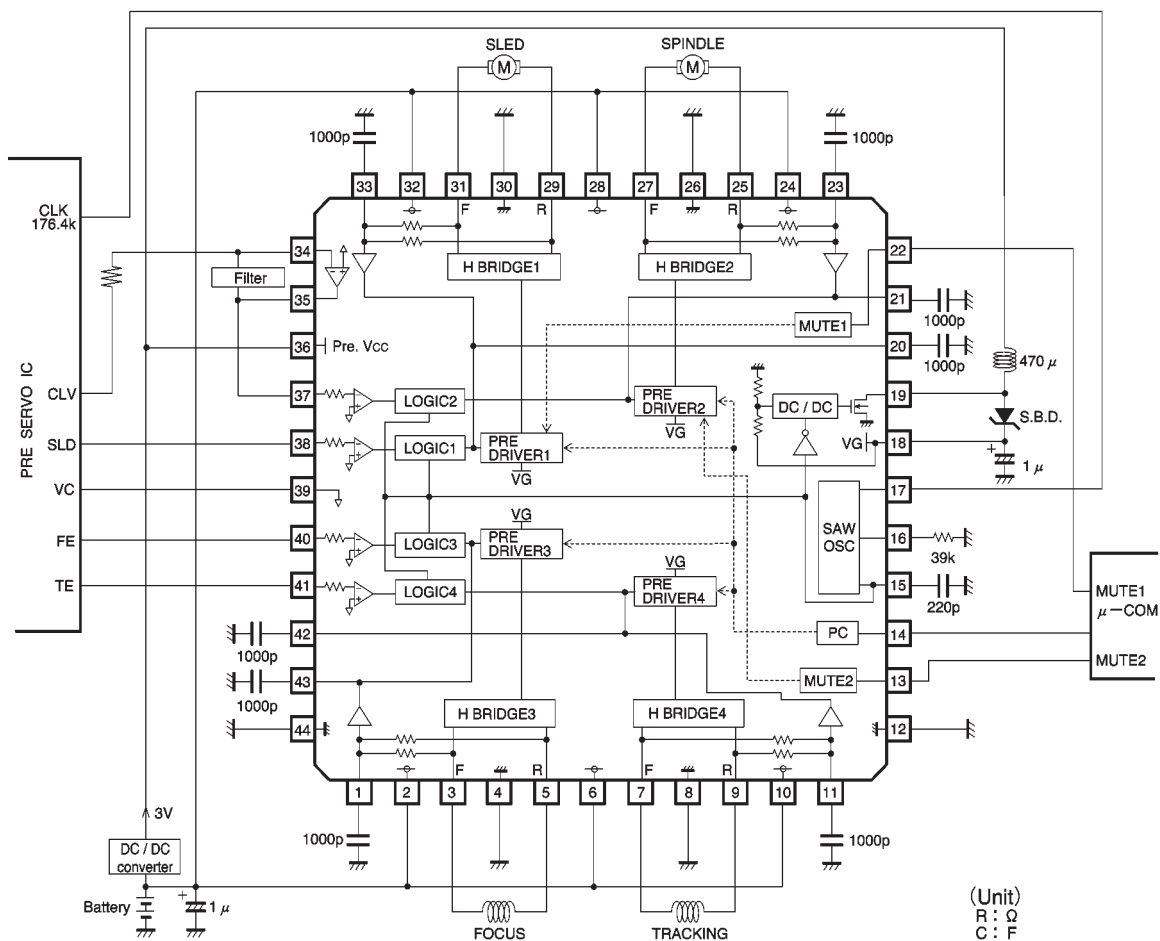 SLED
SPINDLE
M
M
1000p
1000p
33
32
31
30
29
28
27
26
25
24
23
F
R
F
R
CLK
176.4k
34
Filter
35
36
Pre. Vcc
H BRIDGE1
H BRIDGE2
22
MUTE1
21
1000p
20
1000p
470 μ
PRE SERVO IC
CLV
37
LOGIC2
PRE
DRIVER2
VG
DC / DC
19
S.B.D.
SLD
38
LOGIC1
PRE
DRIVER1
VG
VG
18
+
1 μ
VC
39
17
SAW
OSC
VG
FE
40
LOGIC3
PRE
DRIVER3
16
39k
TE
41
LOGIC4
VG
PRE
DRIVER4
15
220p
MUTE1
μ-COM
MUTE2
42
1000p
PC
14
43
1000p
MUTE2
13
44
H BRIDGE3
H BRIDGE4
12
F
R
F
R
1
2
3
4
5
6
7
8
9
10
11
3V
DC / DC
converter
1000p
1000p
Battery
+
1 μ
FOCUS
TRACKING
(Unit)
R : Ω
C : F